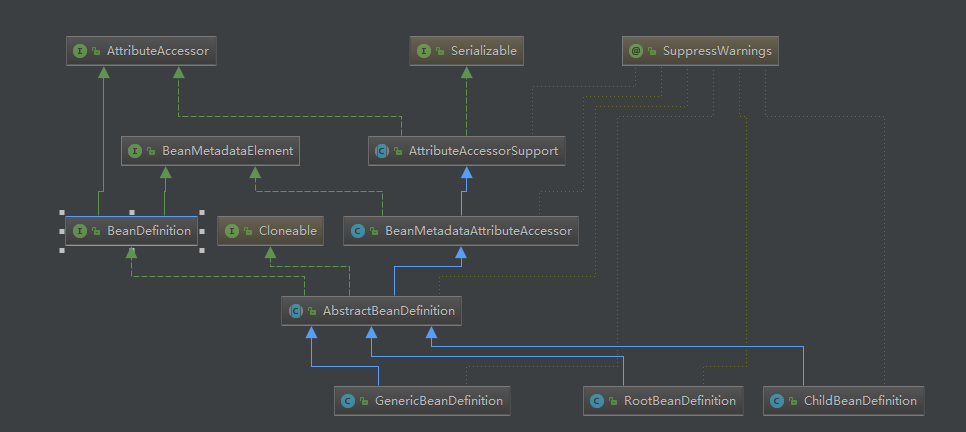 AttributeAccessor
Serializable
SuppressWarnings
BeanMetadataElement
AttributeAccessorSupport
BeanDefinition
Cloneable
BeanMetadataAttributeAccessor
AbstractBeanDefinition
GenericBeanDefinition
RootBeanDefinition
ChildBeanDefinition